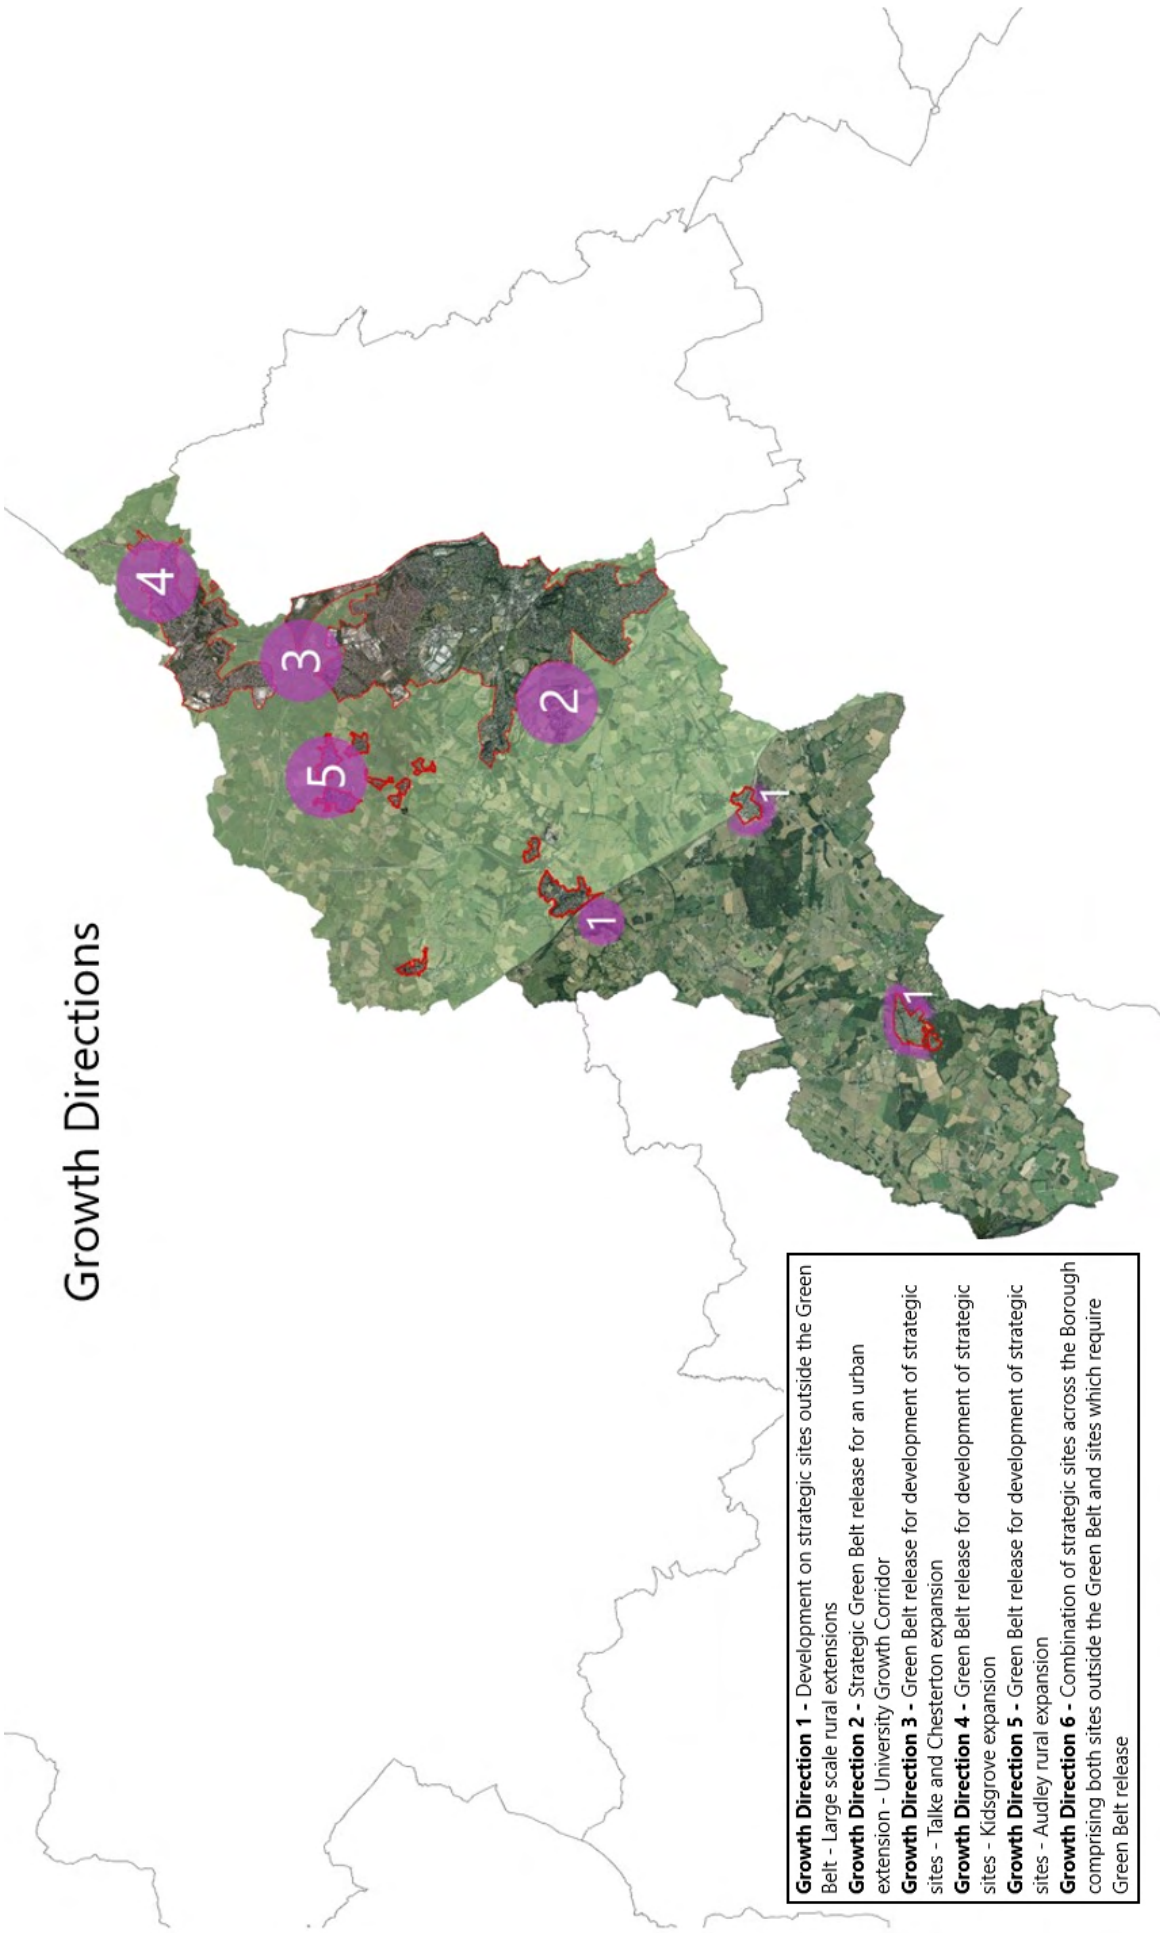 Growth Directions
4
3
5
2
1
1
1
Growth Direction 1 - Development on strategic sites outside the Green
Belt - Large scale rural extensions
Growth Direction 2 - Strategic Green Belt release for an urban
extension - University Growth Corridor
Growth Direction 3 - Green Belt release for development of strategic
sites - Talke and Chesterton expansion
Growth Direction 4 - Green Belt release for development of strategic
sites - Kidsgrove expansion
Growth Direction 5 - Green Belt release for development of strategic
sites - Audley rural expansion
Growth Direction 6 - Combination of strategic sites across the Borough
comprising both sites outside the Green Belt and sites which require
Green Belt release